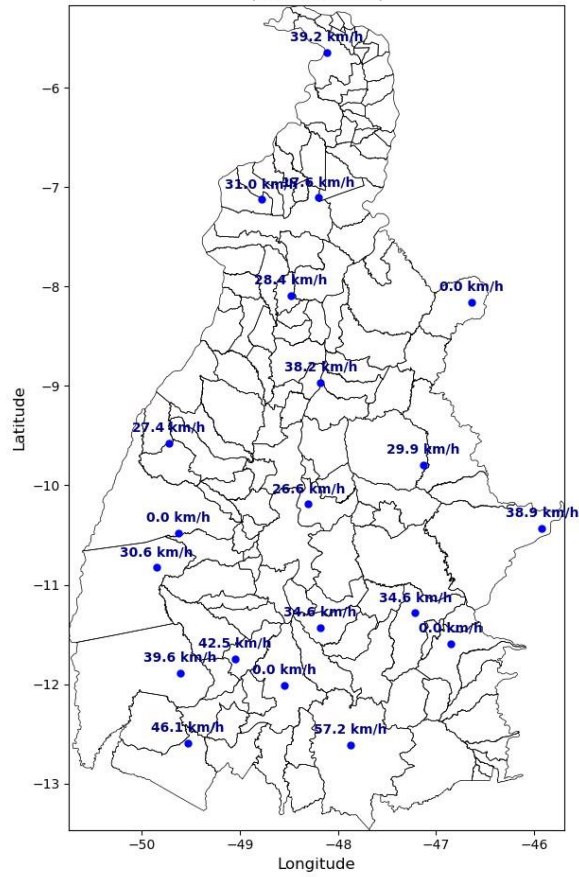 39.2 km/h
31.0 km/h
28.4 km/h
0.0 km/h
38.2 km/h
27.4 km/h
29.9 km/h
26.6 km/h
38.9 km/h
0.0 km/h
30.6 km/h
34.6 km/h
34.6 km/h
0.0 km/h
42.5 km/h
39.6 km/h
0.0 km/h
46.1 km/h
57.2 km/h
−6
−7
−8
−9
−10
−11
−12
−13
Latitude
−50
−49
−48
−47
−46
Longitude